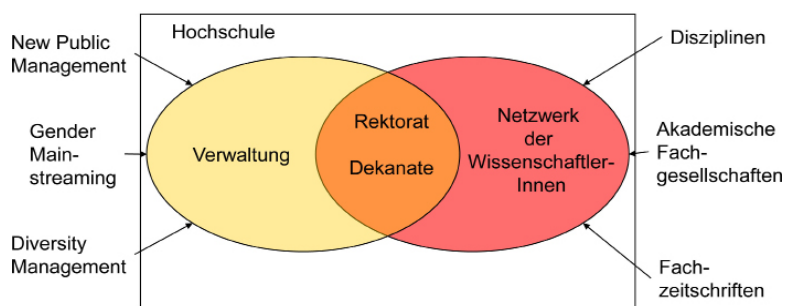 Hochschule
New Public
Management
Gender
Main-
streaming
Diversity
Management
Verwaltung
Rektorat
Dekanate
Netzwerk
der
Wissenschaftler-
Innen
Disziplinen
Akademische
Fach-
gesellschaften
Fach-
zeitschriften